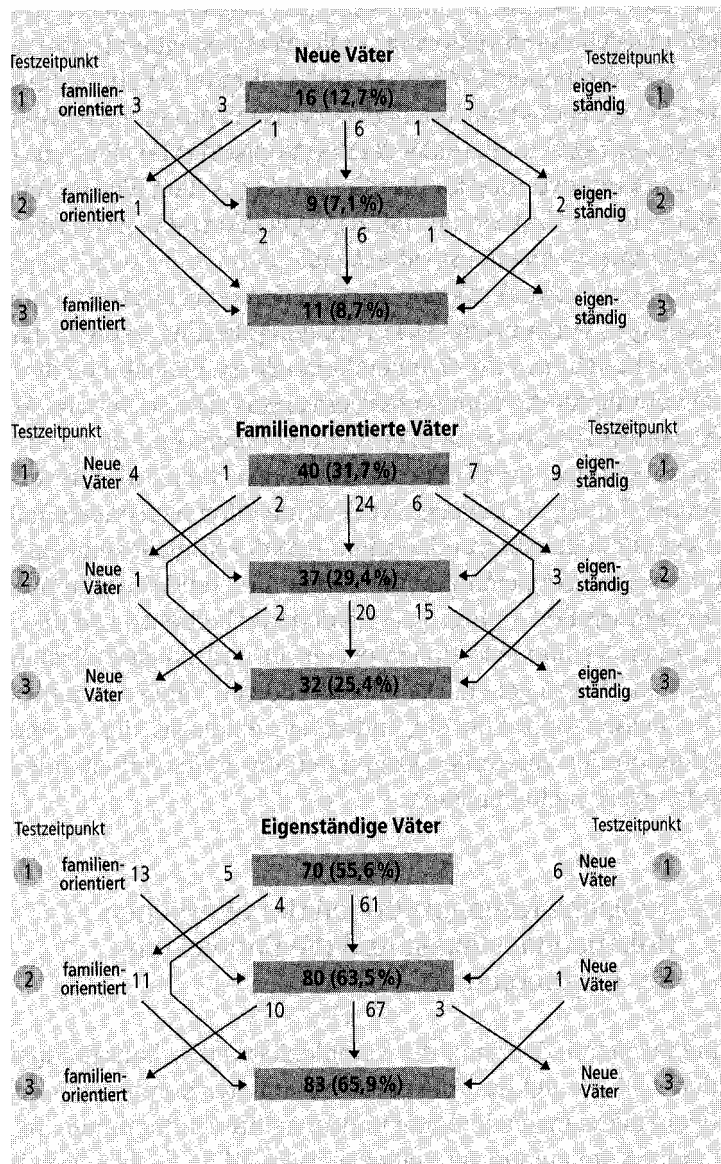 Neue Väter
Testzeitpunkt
Testzeitpunkt
1 familien-
orientiert 3
3
16 (12,7%)
5
eigen-
ständig 1
1 6 1
2 familien-
orientiert 1
9 (7,1%)
2 eigen-
ständig 2
2 6 1
3 familien-
orientiert
11 (8,7%)
eigen-
ständig 3
Familienorientierte Väter
Testzeitpunkt
Testzeitpunkt
1 Neue
Väter 4
1
40 (31,7%)
7
9 eigen-
ständig 1
2 24 6
2 Neue
Väter 1
37 (29,4%)
3 eigen-
ständig 2
2 20 15
3 Neue
Väter
32 (25,4%)
eigen-
ständig 3
Eigenständige Väter
Testzeitpunkt
Testzeitpunkt
1 familien-
orientiert 13
5
70 (55,6%)
6 Neue
Väter 1
4 61
2 familien-
orientiert 11
80 (63,5%)
1 Neue
Väter 2
10 67 3
3 familien-
orientiert
83 (65,9%)
Neue
Väter 3